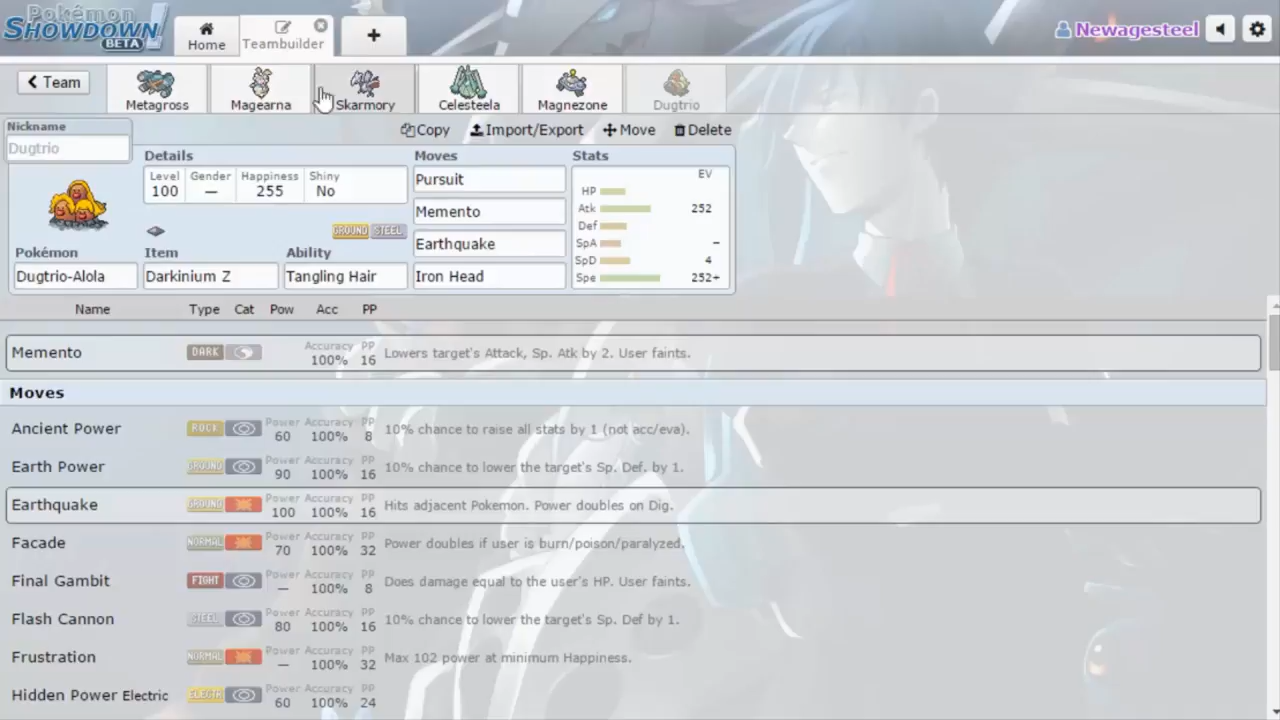 Pokémon
SHOWDOWN!
BETA
Home
Teambuilder
+
Newagesteel
Team
Metagross
Magearna
Skarmory
Celesteela
Magnezone
Dugtrio
Nickname
Dugtrio
Copy Import/Export Move Delete
Details
Level Gender Happiness Shiny
100 — 255 No
GROUND STEEL
Pokémon Item Ability
Dugtrio-Alola Darkinium Z Tangling Hair
Moves
Pursuit
Memento
Earthquake
Iron Head
Stats
EV
HP
Atk 252
Def
SpA –
SpD 4
Spe 252+
Name Type Cat Pow Acc PP
Memento DARK Accuracy 100% PP 16 Lowers target's Attack, Sp. Atk by 2. User faints.
Moves
Ancient Power ROCK Power 60 Accuracy 100% PP 8 10% chance to raise all stats by 1 (not acc/eva).
Earth Power GROUND Power 90 Accuracy 100% PP 16 10% chance to lower the target's Sp. Def. by 1.
Earthquake GROUND Power 100 Accuracy 100% PP 16 Hits adjacent Pokemon. Power doubles on Dig.
Facade NORMAL Power 70 Accuracy 100% PP 32 Power doubles if user is burn/poison/paralyzed.
Final Gambit FIGHT Power — Accuracy 100% PP 8 Does damage equal to the user's HP. User faints.
Flash Cannon STEEL Power 80 Accuracy 100% PP 16 10% chance to lower the target's Sp. Def by 1.
Frustration NORMAL Power — Accuracy 100% PP 32 Max 102 power at minimum Happiness.
Hidden Power Electric ELECTR Power 60 Accuracy 100% PP 24